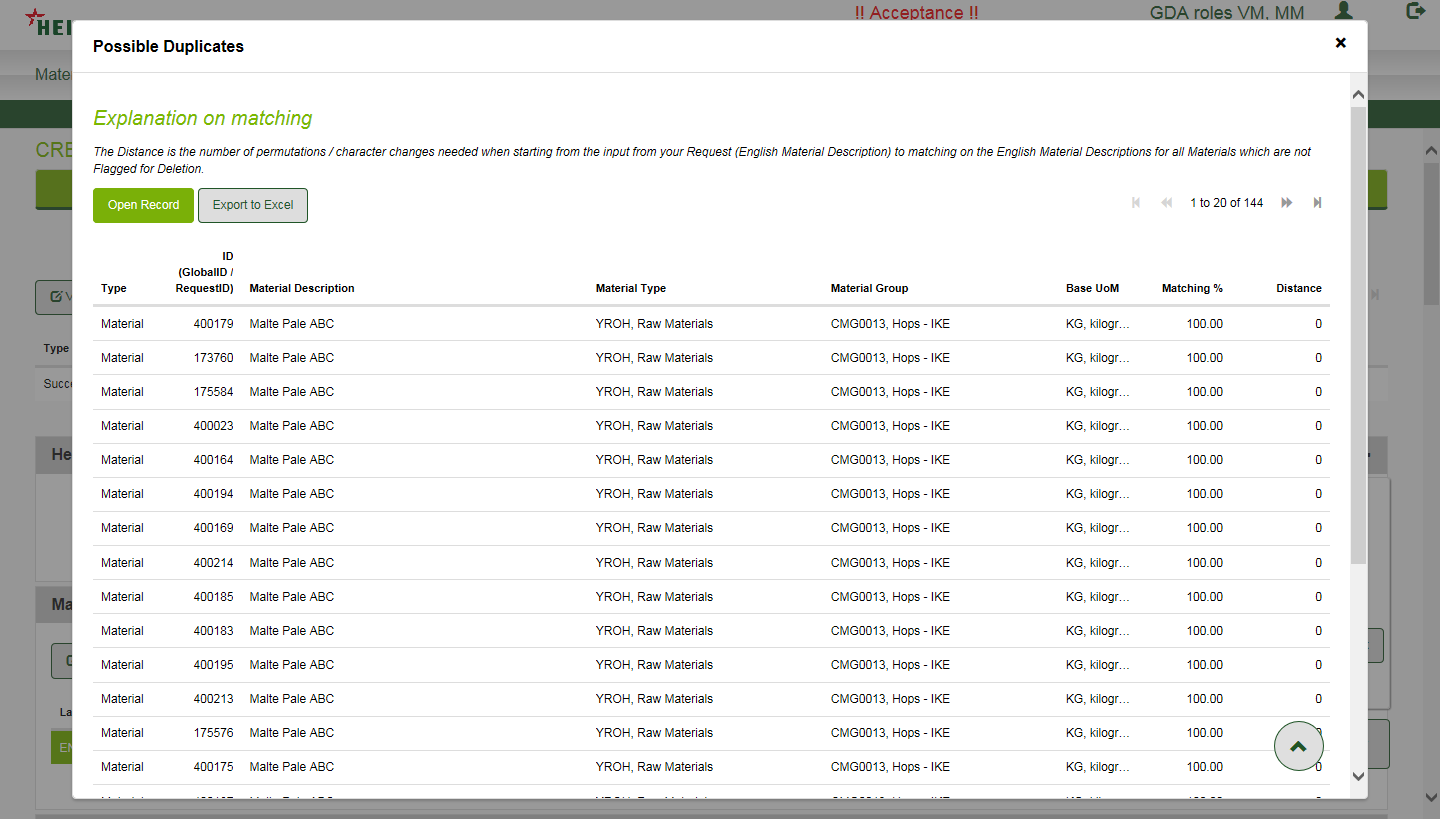 HEI
!! Acceptance !!
GDA roles VM, MM
Possible Duplicates
Mate
Explanation on matching
CRE
The Distance is the number of permutations / character changes needed when starting from the input from your Request (English Material Description) to matching on the English Material Descriptions for all Materials which are not
Flagged for Deletion.
Open Record Export to Excel 1 to 20 of 144
ID
(GlobalID /
Type RequestID) Material Description Material Type Material Group Base UoM Matching % Distance
V
Material 400179 Malte Pale ABC YROH, Raw Materials CMG0013, Hops - IKE KG, kilogr... 100.00 0
Type
Material 173760 Malte Pale ABC YROH, Raw Materials CMG0013, Hops - IKE KG, kilogr... 100.00 0
Succe
Material 175584 Malte Pale ABC YROH, Raw Materials CMG0013, Hops - IKE KG, kilogr... 100.00 0
Material 400023 Malte Pale ABC YROH, Raw Materials CMG0013, Hops - IKE KG, kilogr... 100.00 0
He
Material 400164 Malte Pale ABC YROH, Raw Materials CMG0013, Hops - IKE KG, kilogr... 100.00 0
Material 400194 Malte Pale ABC YROH, Raw Materials CMG0013, Hops - IKE KG, kilogr... 100.00 0
Material 400169 Malte Pale ABC YROH, Raw Materials CMG0013, Hops - IKE KG, kilogr... 100.00 0
Material 400214 Malte Pale ABC YROH, Raw Materials CMG0013, Hops - IKE KG, kilogr... 100.00 0
Material 400185 Malte Pale ABC YROH, Raw Materials CMG0013, Hops - IKE KG, kilogr... 100.00 0
Ma
Material 400183 Malte Pale ABC YROH, Raw Materials CMG0013, Hops - IKE KG, kilogr... 100.00 0
Material 400195 Malte Pale ABC YROH, Raw Materials CMG0013, Hops - IKE KG, kilogr... 100.00 0
Material 400213 Malte Pale ABC YROH, Raw Materials CMG0013, Hops - IKE KG, kilogr... 100.00 0
La
Material 175576 Malte Pale ABC YROH, Raw Materials CMG0013, Hops - IKE KG, kilogr... 100.00
EN
Material 400175 Malte Pale ABC YROH, Raw Materials CMG0013, Hops - IKE KG, kilogr... 100.00 0